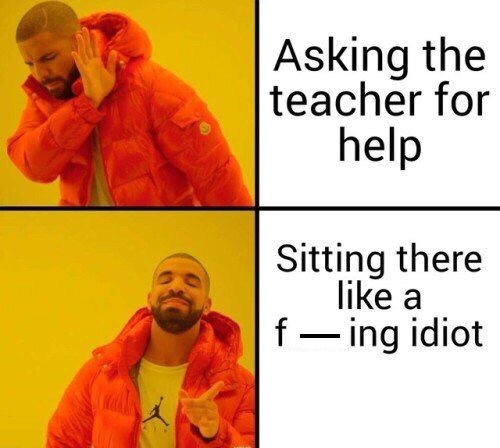 Asking the
teacher for
help
Sitting there
like a
f — ing idiot